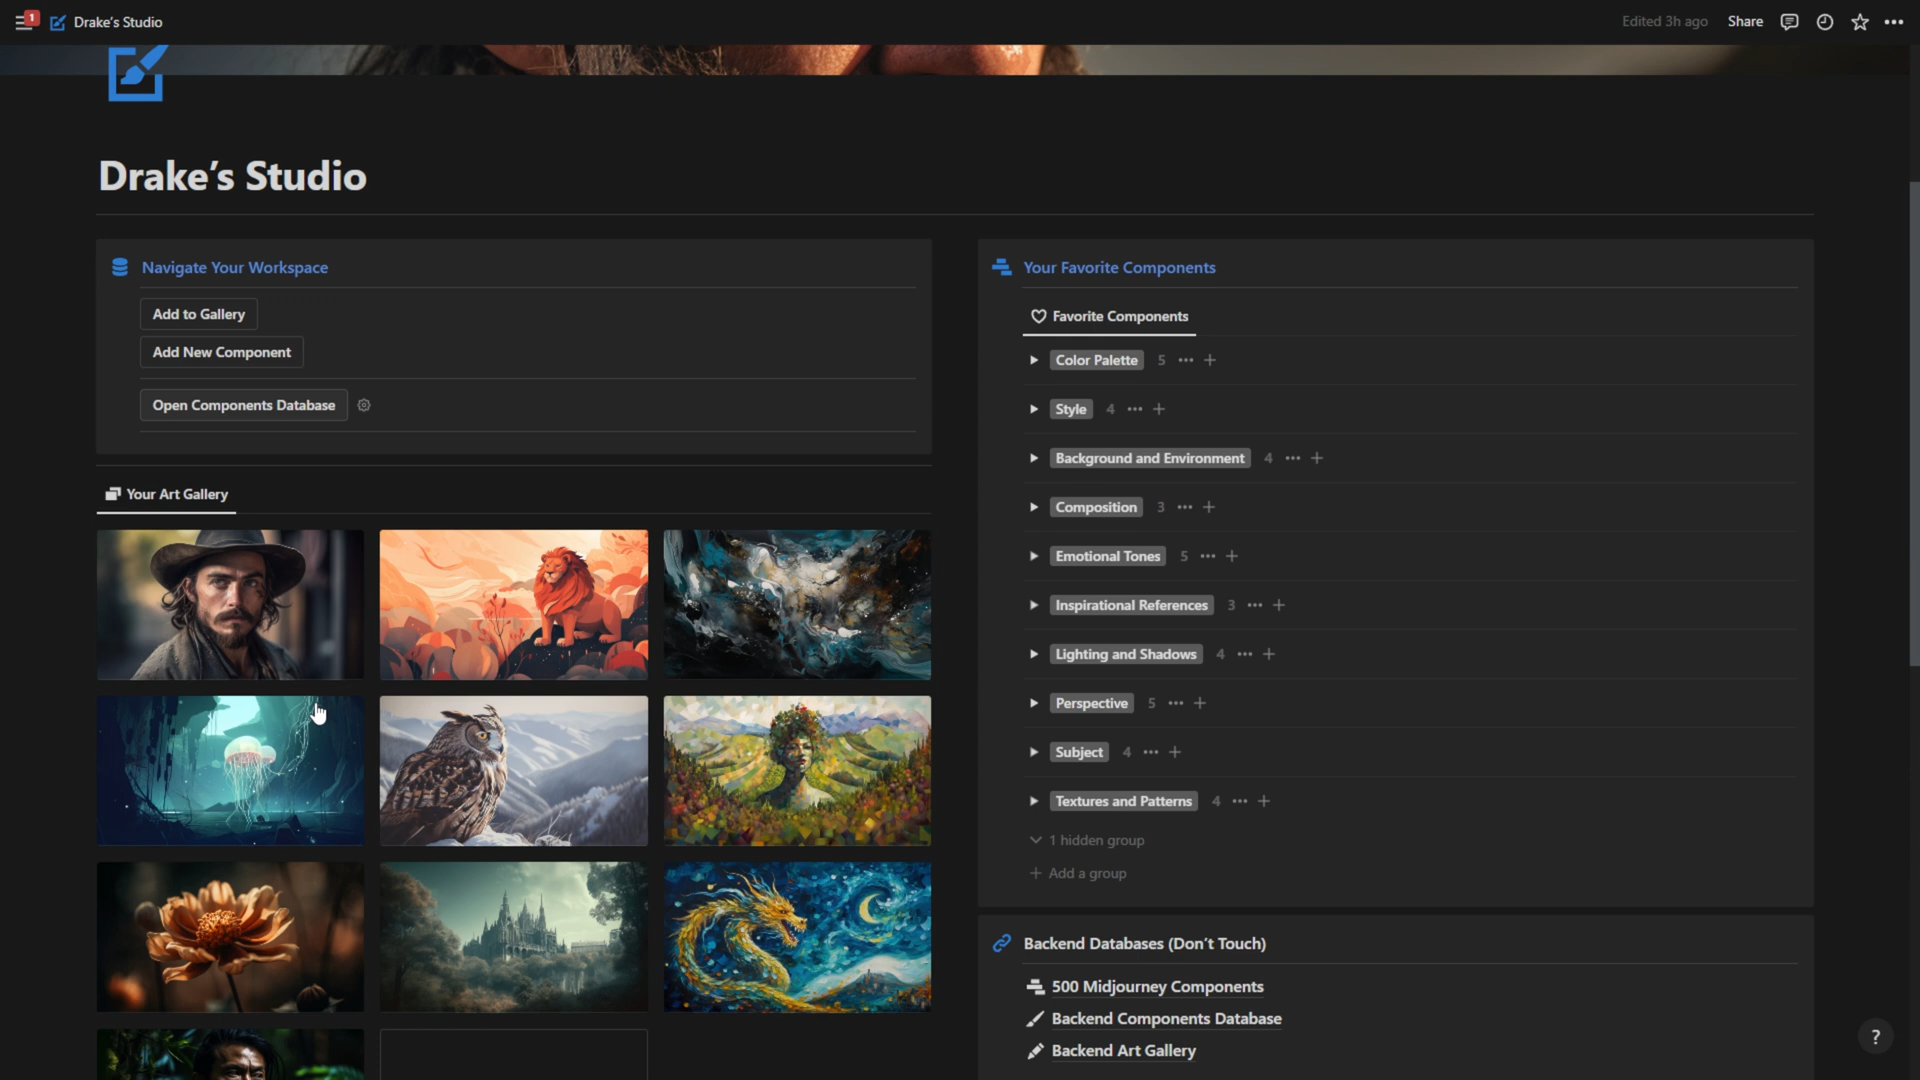 1
Drake's Studio
Edited 3h ago
Share
Drake's Studio
Navigate Your Workspace
Add to Gallery
Add New Component
Open Components Database
Your Art Gallery
Your Favorite Components
Favorite Components
Color Palette 5
Style 4
Background and Environment 4
Composition 3
Emotional Tones 5
Inspirational References 3
Lighting and Shadows 4
Perspective 5
Subject 4
Textures and Patterns 4
1 hidden group
Add a group
Backend Databases (Don't Touch)
500 Midjourney Components
Backend Components Database
Backend Art Gallery
?